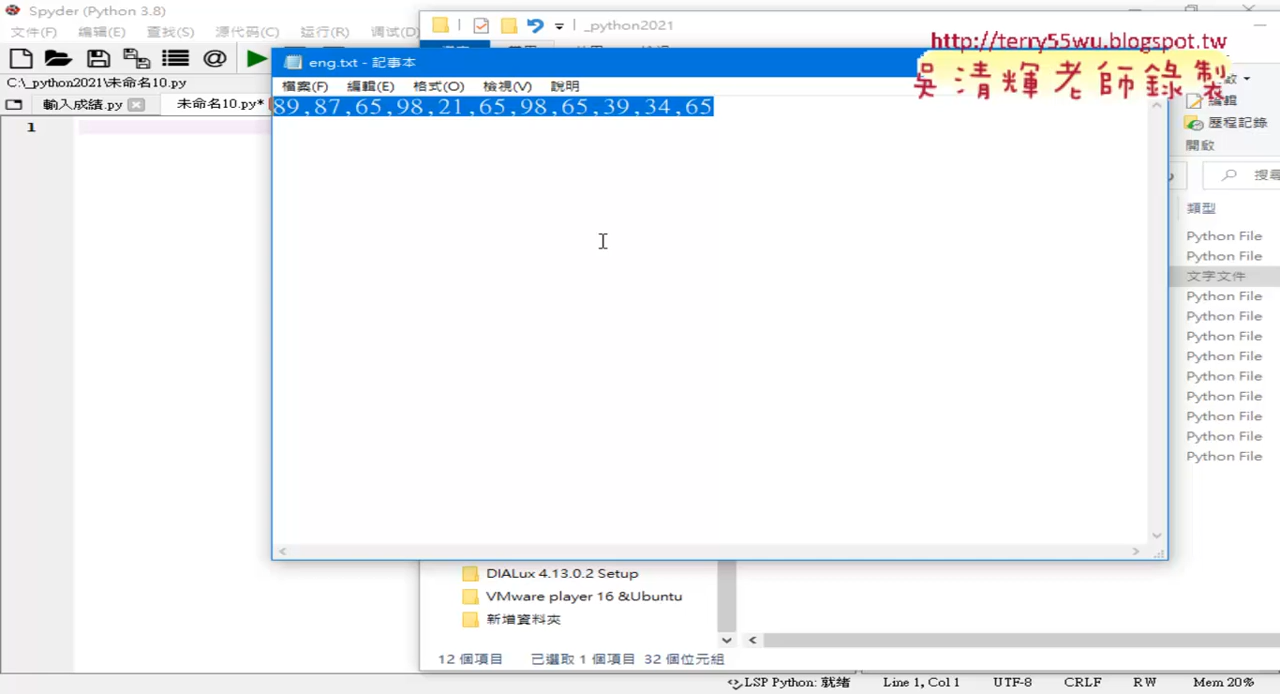 Spyder (Python 3.8)
文件(F) 编辑(E) 查找(S) 源代码(C) 运行(R) 调试(D)
C:\_python2021\未命名10.py
輸入成績.py
未命名10.py*
1
_python2021
http://terry55wu.blogspot.tw
吳清輝老師錄製
eng.txt - 記事本
檔案(F) 編輯(E) 格式(O) 檢視(V) 說明
89,87,65,98,21,65,98,65,39,34,65
編輯
歷程記錄
開啟
搜尋
類型
Python File
Python File
文字文件
Python File
Python File
Python File
Python File
Python File
Python File
Python File
Python File
Python File
DIALux 4.13.0.2 Setup
VMware player 16 &Ubuntu
新增資料夾
12 個項目 已選取 1 個項目 32 個位元組
LSP Python: 就绪 Line 1, Col 1 UTF-8 CRLF RW Mem 20%